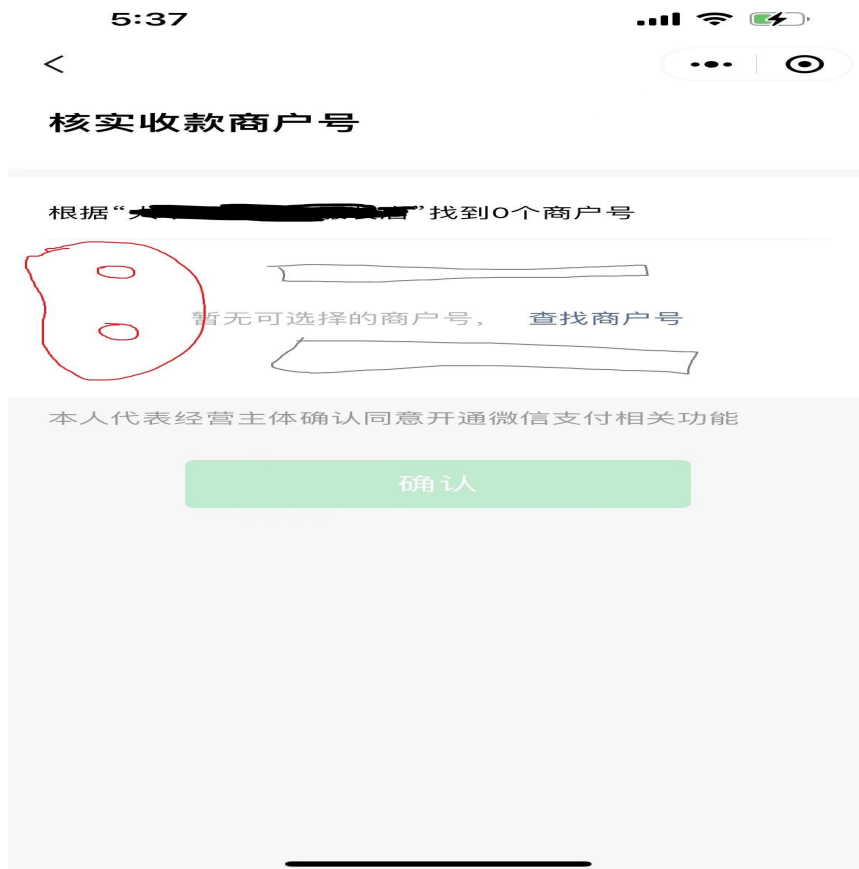 5:37
核实收款商户号
根据“”找到0个商户号
暂无可选择的商户号, 查找商户号
本人代表经营主体确认同意开通微信支付相关功能
确认